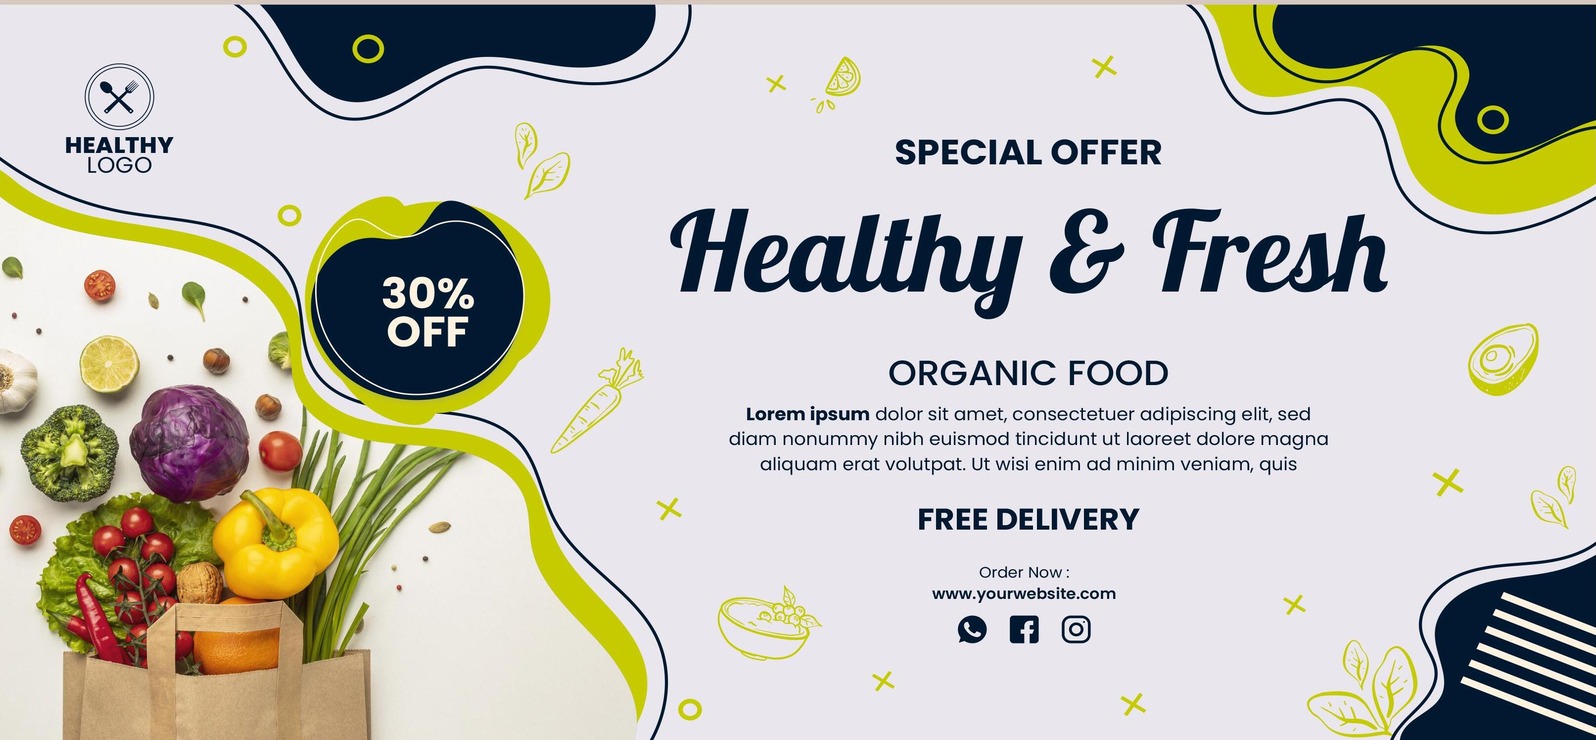 HEALTHY
LOGO
30%
OFF
SPECIAL OFFER
Healthy & Fresh
ORGANIC FOOD
Lorem ipsum dolor sit amet, consectetuer adipiscing elit, sed
diam nonummy nibh euismod tincidunt ut laoreet dolore magna
aliquam erat volutpat. Ut wisi enim ad minim veniam, quis
FREE DELIVERY
Order Now :
www.yourwebsite.com